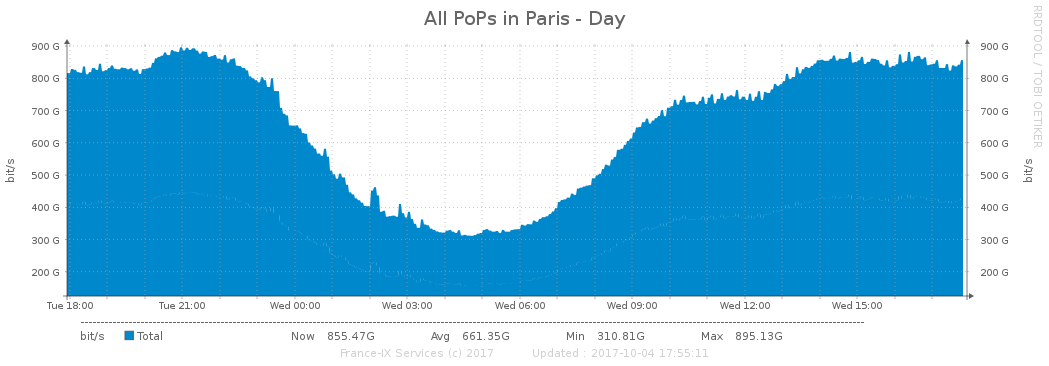 All PoPs in Paris - Day
RRDTOOL / TOBI OETIKER
900 G 900 G
800 G 800 G
700 G 700 G
600 G 600 G
500 G 500 G
400 G 400 G
300 G 300 G
200 G 200 G
bit/s bit/s
Tue 18:00 Tue 21:00 Wed 00:00 Wed 03:00 Wed 06:00 Wed 09:00 Wed 12:00 Wed 15:00
bit/s Total Now 855.47G Avg 661.35G Min 310.81G Max 895.13G
France-IX Services (c) 2017 Updated : 2017-10-04 17:55:11